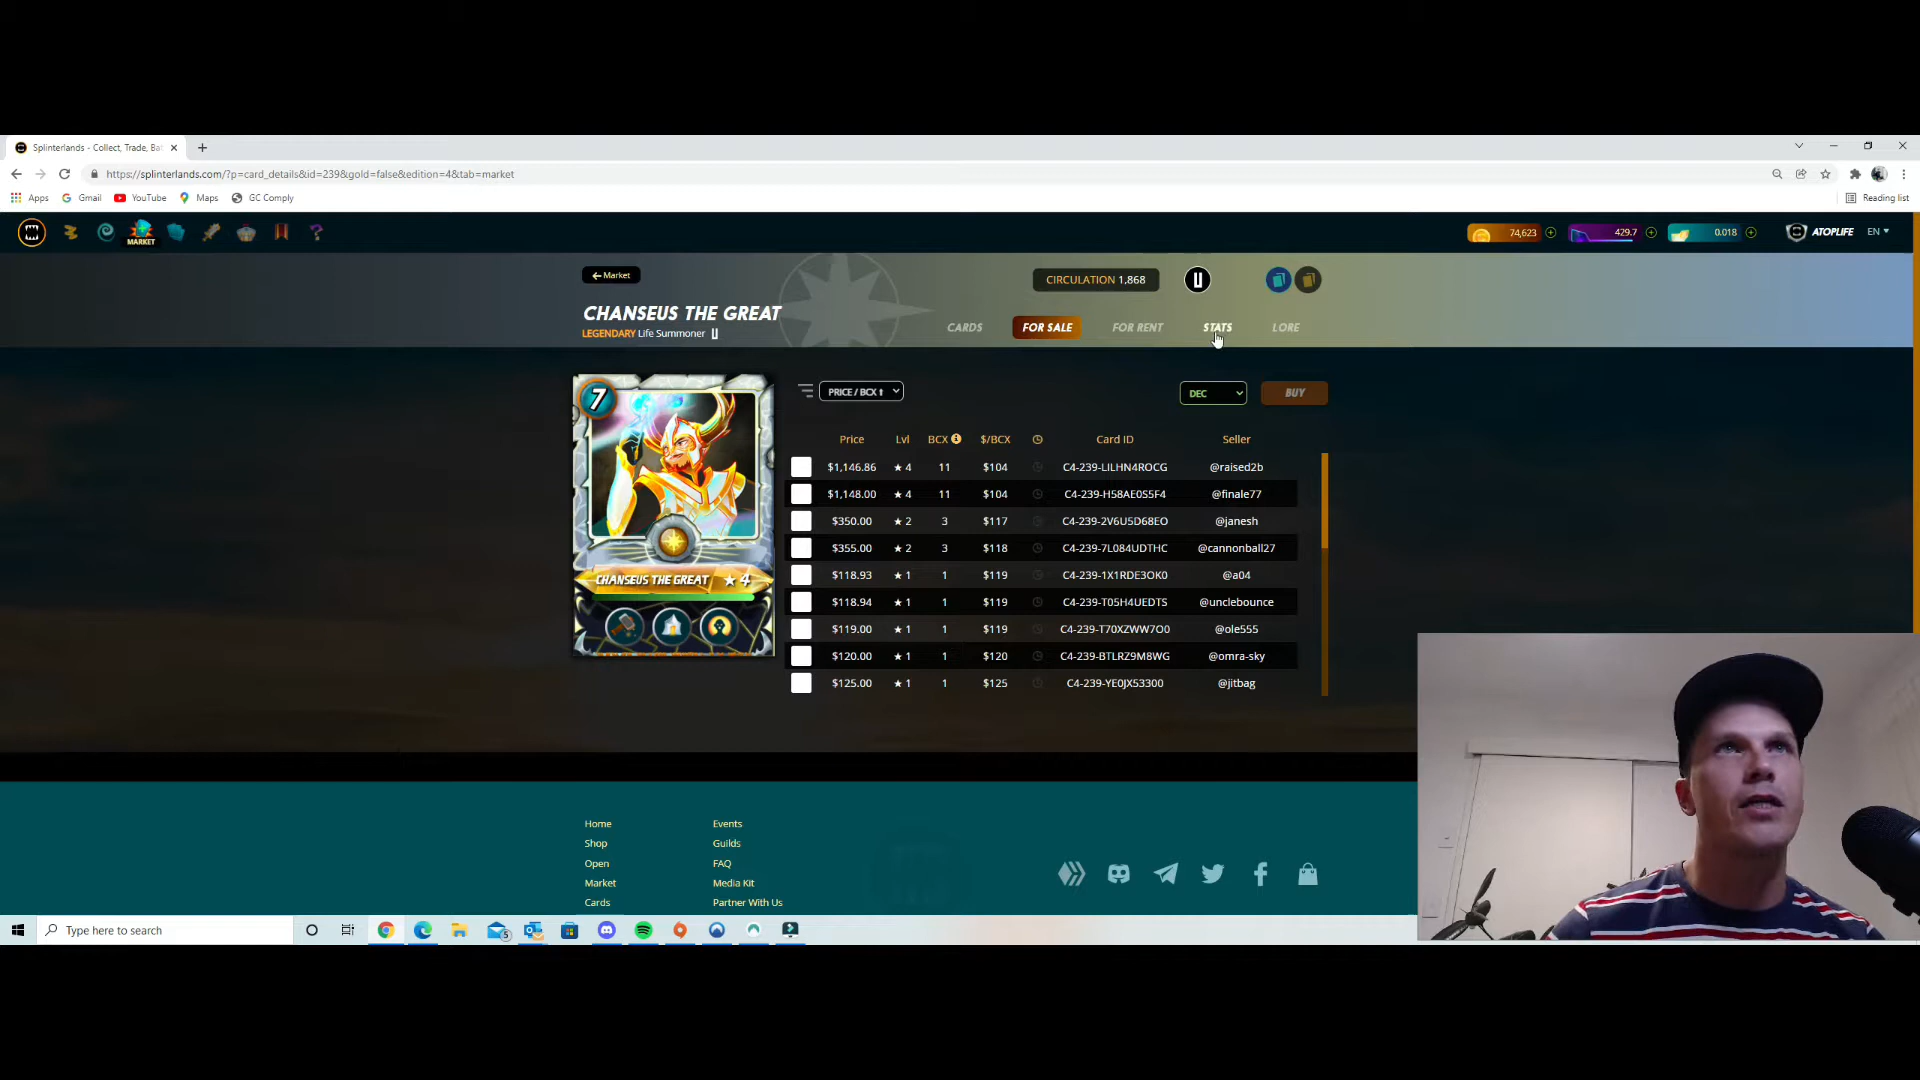 Splinterlands - Collect, Trade, Ba
https://splinterlands.com/?p=card_details&id=239&gold=false&edition=4&tab=market
Apps Gmail YouTube Maps GC Comply Reading list
MARKET 74,623 429.7 0.018 ATOPLIFE EN
Market
CIRCULATION 1,868
CHANSEUS THE GREAT
LEGENDARY Life Summoner
CARDS FOR SALE FOR RENT STATS LORE
7
CHANSEUS THE GREAT ★ 4
PRICE / BCX DEC BUY
Price Lvl BCX $/BCX Card ID Seller
$1,146.86 ★ 4 11 $104 C4-239-LILHN4ROCG @raised2b
$1,148.00 ★ 4 11 $104 C4-239-H58AE0S5F4 @finale77
$350.00 ★ 2 3 $117 C4-239-2V6U5D68EO @janesh
$355.00 ★ 2 3 $118 C4-239-7L084UDTHC @cannonball27
$118.93 ★ 1 1 $119 C4-239-1X1RDE3OK0 @a04
$118.94 ★ 1 1 $119 C4-239-T05H4UEDTS @unclebounce
$119.00 ★ 1 1 $119 C4-239-T70XZWW7O0 @ole555
$120.00 ★ 1 1 $120 C4-239-BTLRZ9M8WG @omra-sky
$125.00 ★ 1 1 $125 C4-239-YE0JX53300 @jitbag
Home Events
Shop Guilds
Open FAQ
Market Media Kit
Cards Partner With Us
Type here to search
5